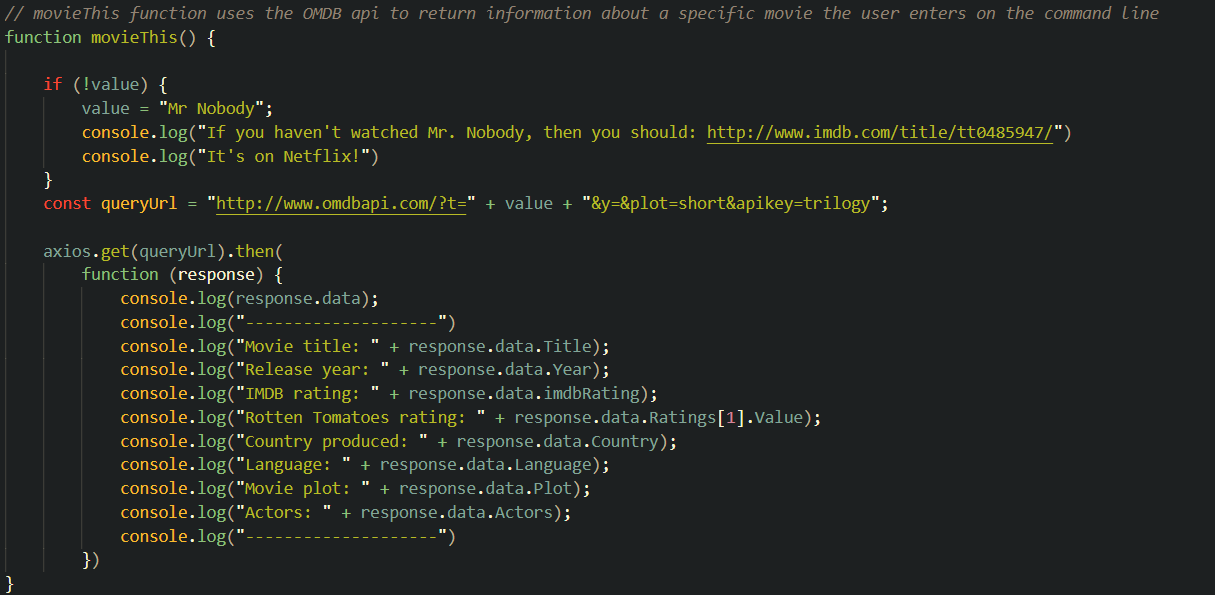 // movieThis function uses the OMDB api to return information about a specific movie the user enters on the command line
function movieThis() {
if (!value) {
value = "Mr Nobody";
console.log("If you haven't watched Mr. Nobody, then you should: http://www.imdb.com/title/tt0485947/")
console.log("It's on Netflix!")
}
const queryUrl = "http://www.omdbapi.com/?t=" + value + "&y=&plot=short&apikey=trilogy";
axios.get(queryUrl).then(
function (response) {
console.log(response.data);
console.log("--------------------")
console.log("Movie title: " + response.data.Title);
console.log("Release year: " + response.data.Year);
console.log("IMDB rating: " + response.data.imdbRating);
console.log("Rotten Tomatoes rating: " + response.data.Ratings[1].Value);
console.log("Country produced: " + response.data.Country);
console.log("Language: " + response.data.Language);
console.log("Movie plot: " + response.data.Plot);
console.log("Actors: " + response.data.Actors);
console.log("--------------------")
})
}